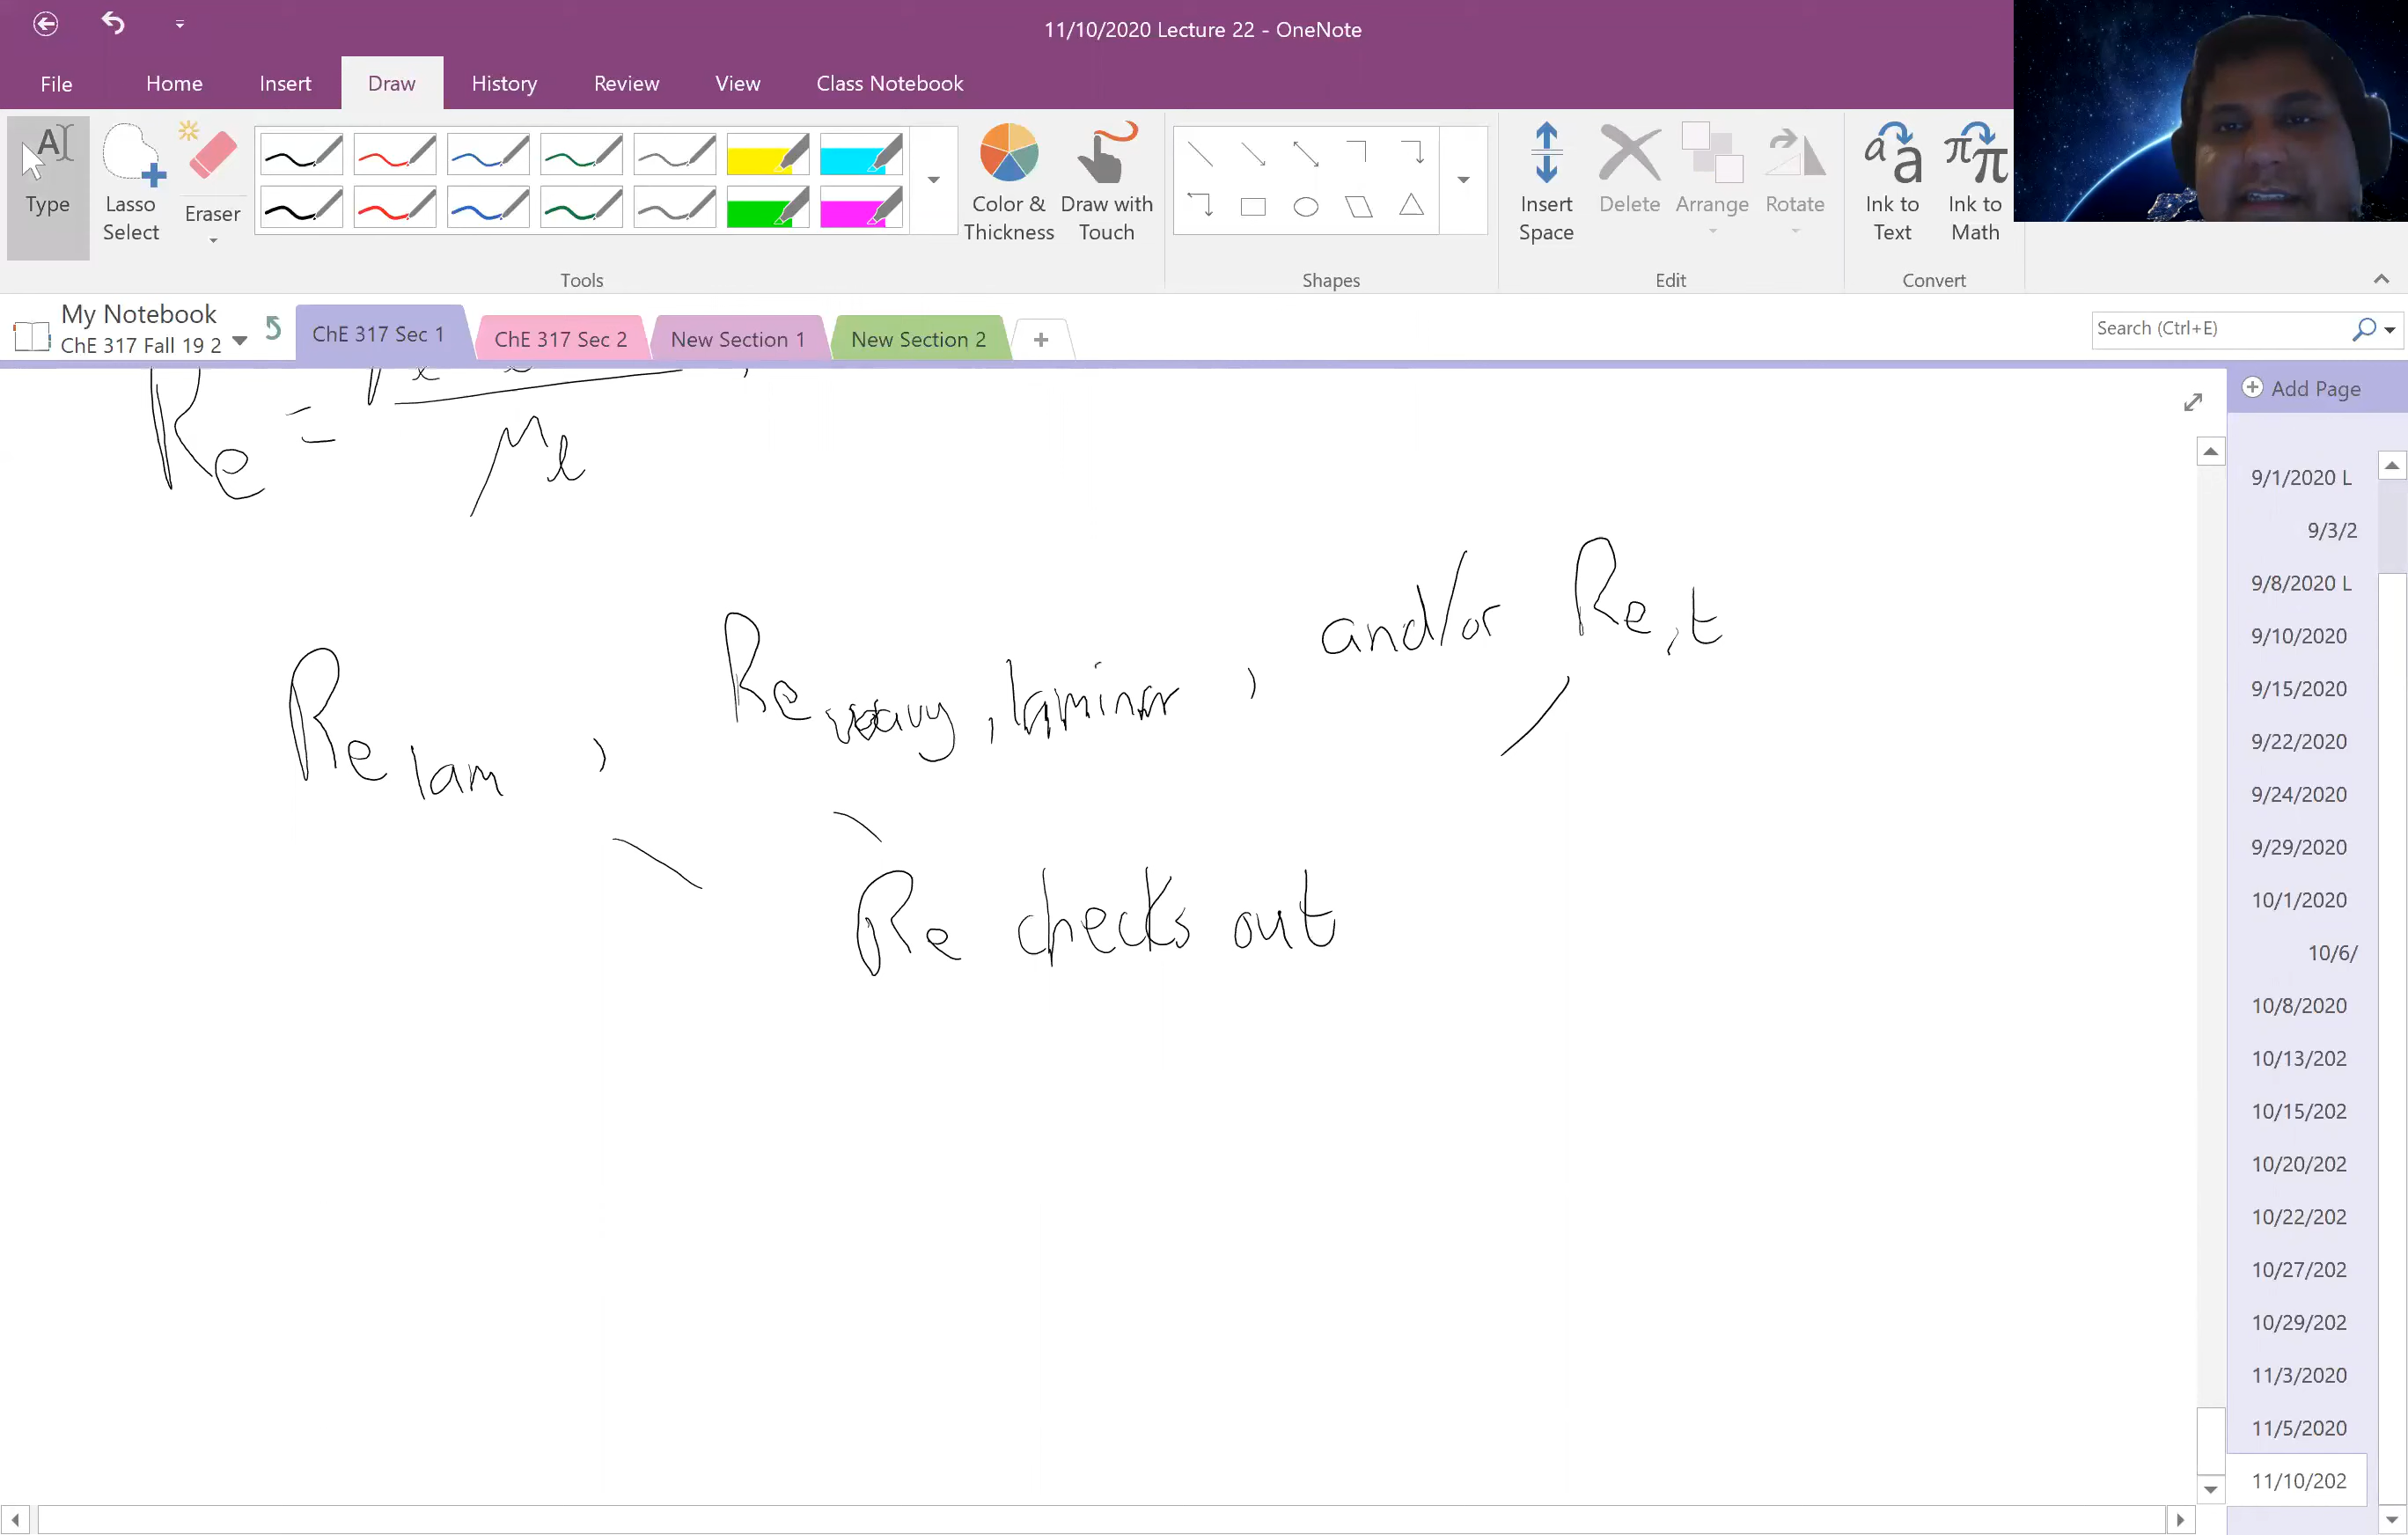 11/10/2020 Lecture 22 - OneNote
File Home Insert Draw History Review View Class Notebook
Type
Lasso Select
Eraser
Color & Thickness
Draw with Touch
Insert Space
Delete
Arrange
Rotate
Ink to Text
Ink to Math
Tools
Shapes
Edit
Convert
My Notebook
ChE 317 Fall 19 2
ChE 317 Sec 1
ChE 317 Sec 2
New Section 1
New Section 2
+
Search (Ctrl+E)
Add Page
Re = / μℓ
Re lam , Re wavy, laminar , and/or Re,t
Re checks out
9/1/2020 L
9/3/2
9/8/2020 L
9/10/2020
9/15/2020
9/22/2020
9/24/2020
9/29/2020
10/1/2020
10/6/
10/8/2020
10/13/202
10/15/202
10/20/202
10/22/202
10/27/202
10/29/202
11/3/2020
11/5/2020
11/10/202